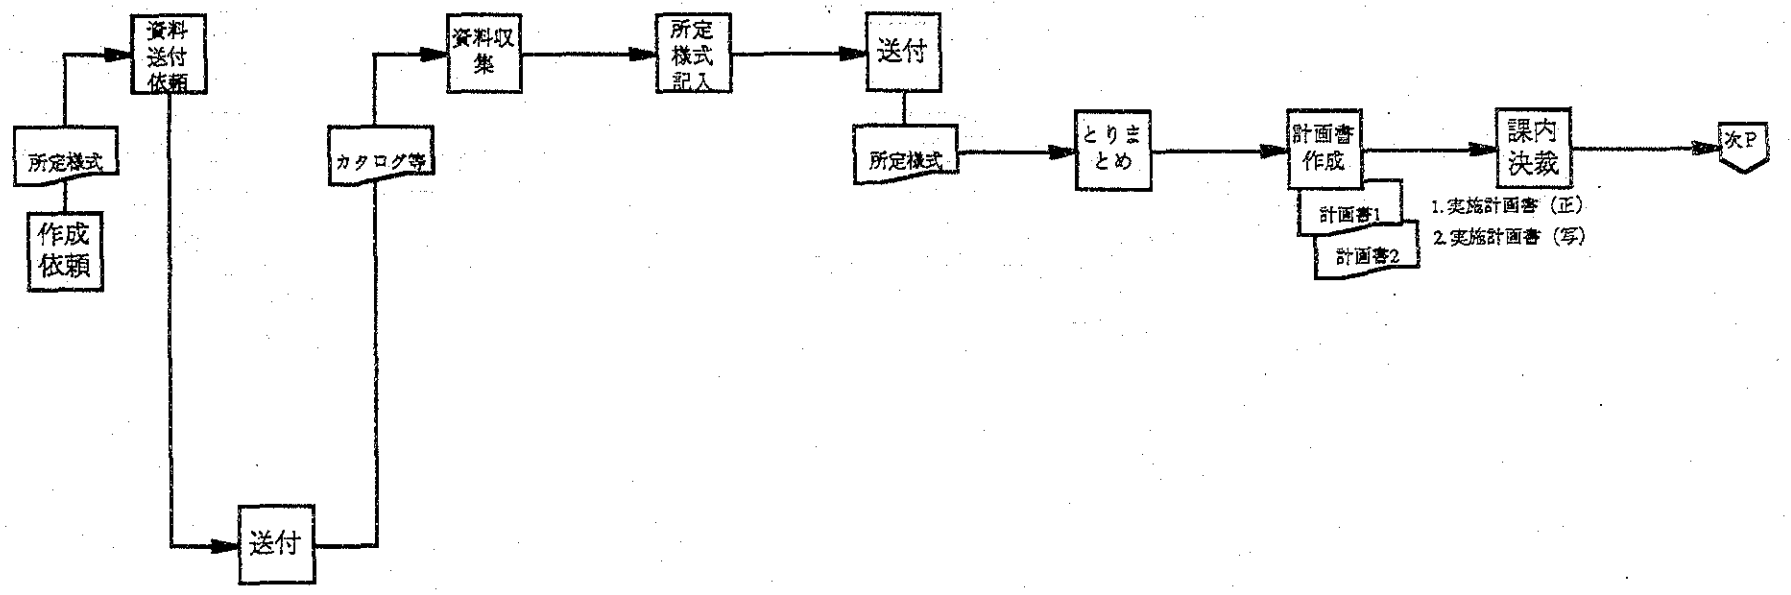 資料
送付
依頼
所定様式
作成
依頼
送付
カタログ等
資料収
集
所定
様式
記入
送付
所定様式
とりま
とめ
計画書
作成
計画書1
計画書2
課内
決裁
1.実施計画書（正）
2.実施計画書（写）
次P